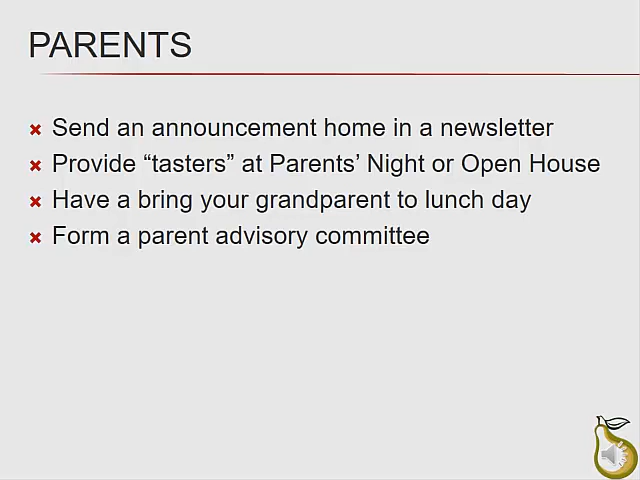 PARENTS
Send an announcement home in a newsletter
Provide “tasters” at Parents’ Night or Open House
Have a bring your grandparent to lunch day
Form a parent advisory committee